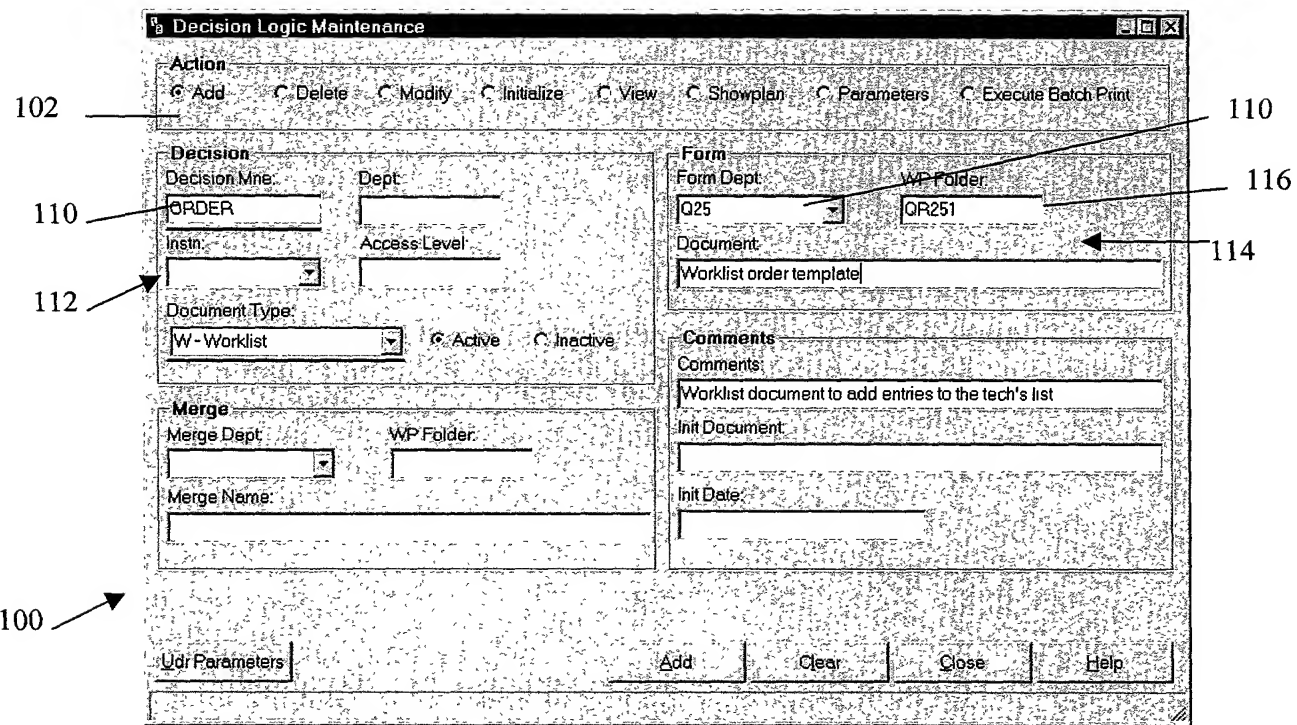 Decision Logic Maintenance
Action
Add Delete Modify Initialize View Showplan Parameters Execute Batch Print
102
110
Decision
Form
Decision Mne: Dept:
Form Dept: WP Folder:
116
110
ORDER
Q25 QR251
Instn: Access Level:
Document:
114
Worklist order template
112
Document Type:
W - Worklist Active Inactive
Comments
Comments:
Worklist document to add entries to the tech's list
Merge
Merge Dept: WP Folder:
Init Document:
Merge Name:
Init Date:
100
Udr Parameters Add Clear Close Help